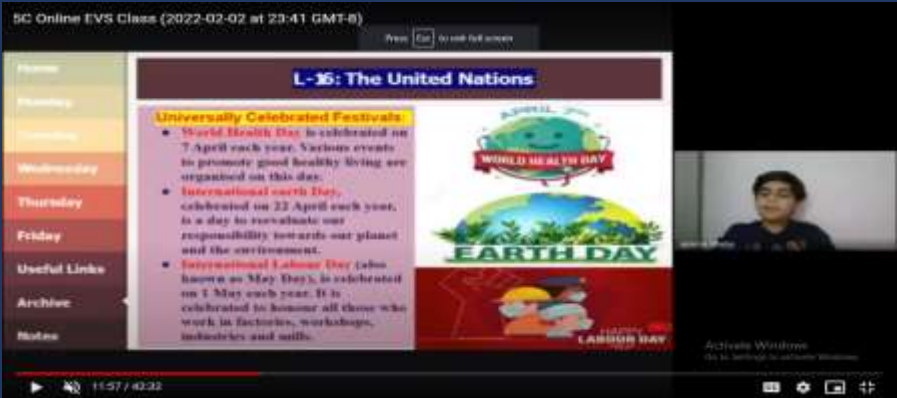 5C Online EVS Class (2022-02-02 at 23:41 GMT-8)
Press Esc to exit full screen
Home
Monday
Tuesday
Wednesday
Thursday
Friday
Useful Links
Archive
Notes
L-16: The United Nations
Universally Celebrated Festivals:
• World Health Day is celebrated on
7 April each year. Various events
to promote good healthy living are
organised on this day.
• International earth Day,
celebrated on 22 April each year,
is a day to reevaluate our
responsibility towards our planet
and the environment.
• International Labour Day (also
known as May Day), is celebrated
on 1 May each year. It is
celebrated to honour all those who
work in factories, workshops,
industries and mills.
APRIL 7
WORLD HEALTH DAY
EARTH DAY
HAPPY
LABOUR DAY
Activate Windows
Go to Settings to activate Windows.
11:57 /